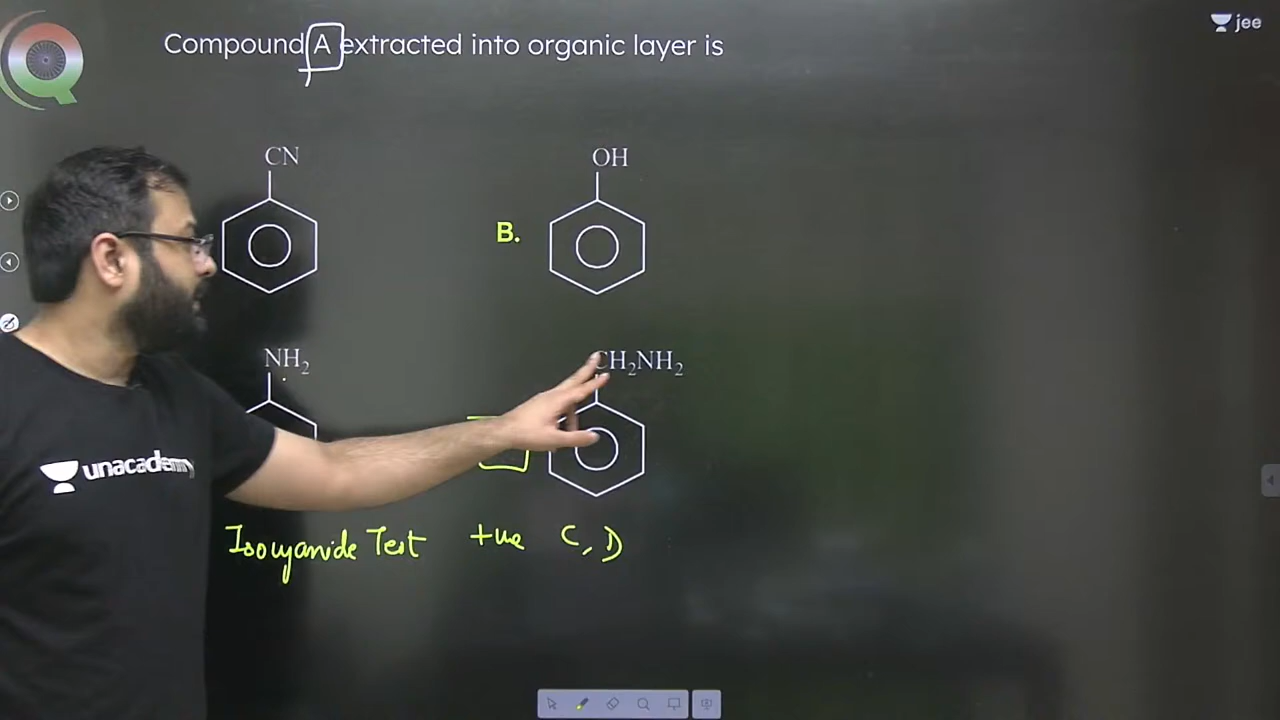 jee
Compound A extracted into organic layer is
CN
OH
B.
NH₂
CH₂NH₂
unacademy
Isocyanide Test +ve C, D